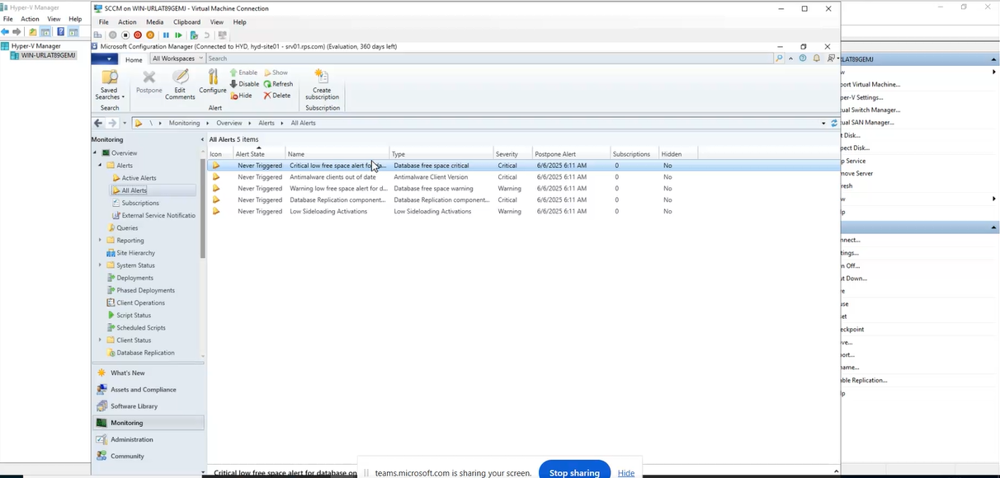 Hyper-V Manager
File Action View Help
Hyper-V Manager
WIN-URLAT89GEMJ
SCCM on WIN-URLAT89GEMJ - Virtual Machine Connection
File Action Media Clipboard View Help
Microsoft Configuration Manager (Connected to HYD, hyd-site01 - srv01.rps.com) (Evaluation, 360 days left)
Home All Workspaces Search
Saved Searches
Search
Postpone
Edit Comments
Configure
Enable
Disable
Hide
Show
Refresh
Delete
Alert
Create subscription
Subscription
\ Monitoring Overview Alerts All Alerts
Monitoring
Overview
Alerts
Active Alerts
All Alerts
Subscriptions
External Service Notificatio
Queries
Reporting
Site Hierarchy
System Status
Deployments
Phased Deployments
Client Operations
Script Status
Scheduled Scripts
Client Status
Database Replication
What's New
Assets and Compliance
Software Library
Monitoring
Administration
Community
All Alerts 5 items
Icon Alert State Name Type Severity Postpone Alert Subscriptions Hidden
Never Triggered Critical low free space alert for da... Database free space critical Critical 6/6/2025 6:11 AM 0 No
Never Triggered Antimalware clients out of date Antimalware Client Version Critical 6/6/2025 6:11 AM 0 No
Never Triggered Warning low free space alert for d... Database free space warning Warning 6/6/2025 6:11 AM 0 No
Never Triggered Database Replication component... Database Replication component... Critical 6/6/2025 6:11 AM 0 No
Never Triggered Low Sideloading Activations Low Sideloading Activations Warning 6/6/2025 6:11 AM 0 No
Critical low free space alert for database on
teams.microsoft.com is sharing your screen. Stop sharing Hide
LAT89GEMJ
w
port Virtual Machine...
per-V Settings...
tual Switch Manager...
tual SAN Manager...
t Disk...
pect Disk...
p Service
move Server
fresh
w
lp
nnect...
tings...
n Off...
ut Down...
ve
use
set
eckpoint
ve...
port...
name...
able Replication...
lp